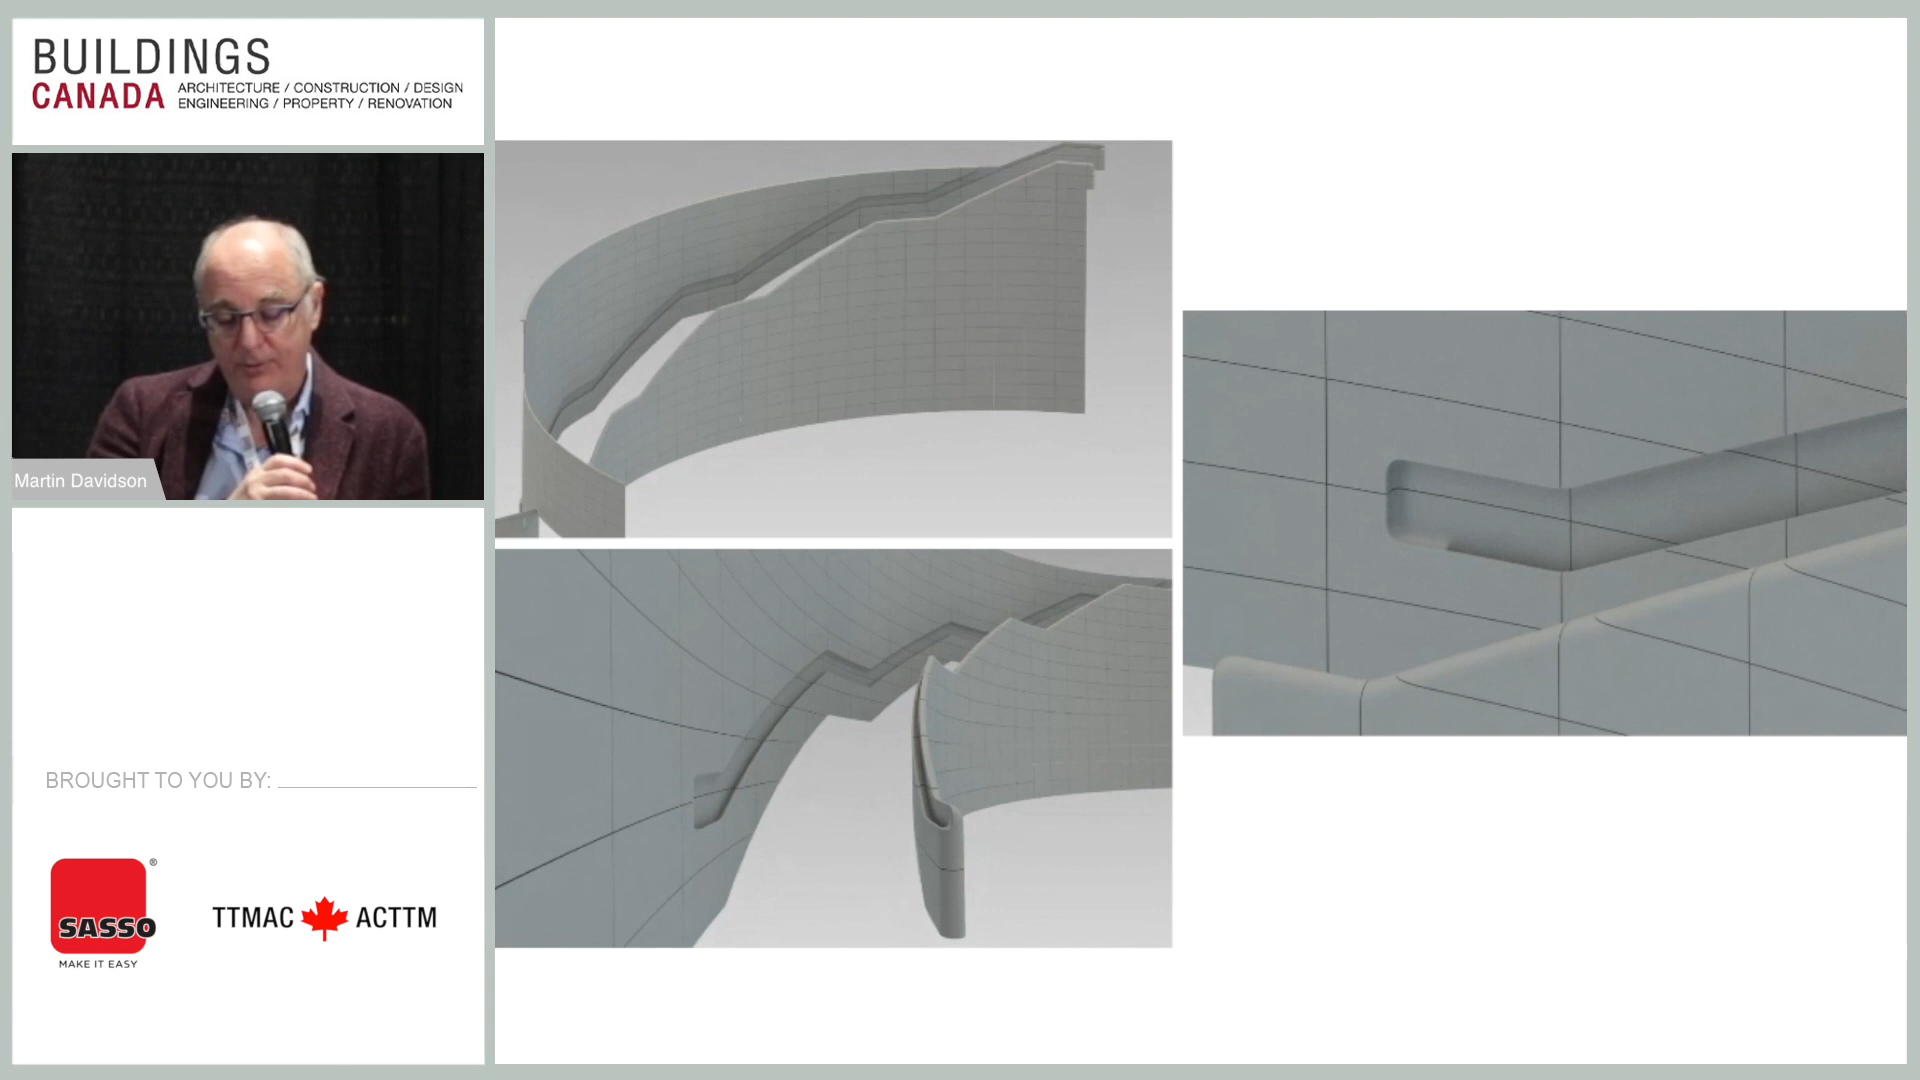 BUILDINGS
CANADA
ARCHITECTURE / CONSTRUCTION / DESIGN
ENGINEERING / PROPERTY / RENOVATION
Martin Davidson
BROUGHT TO YOU BY:
SASSO ®
MAKE IT EASY
TTMAC ACTTM